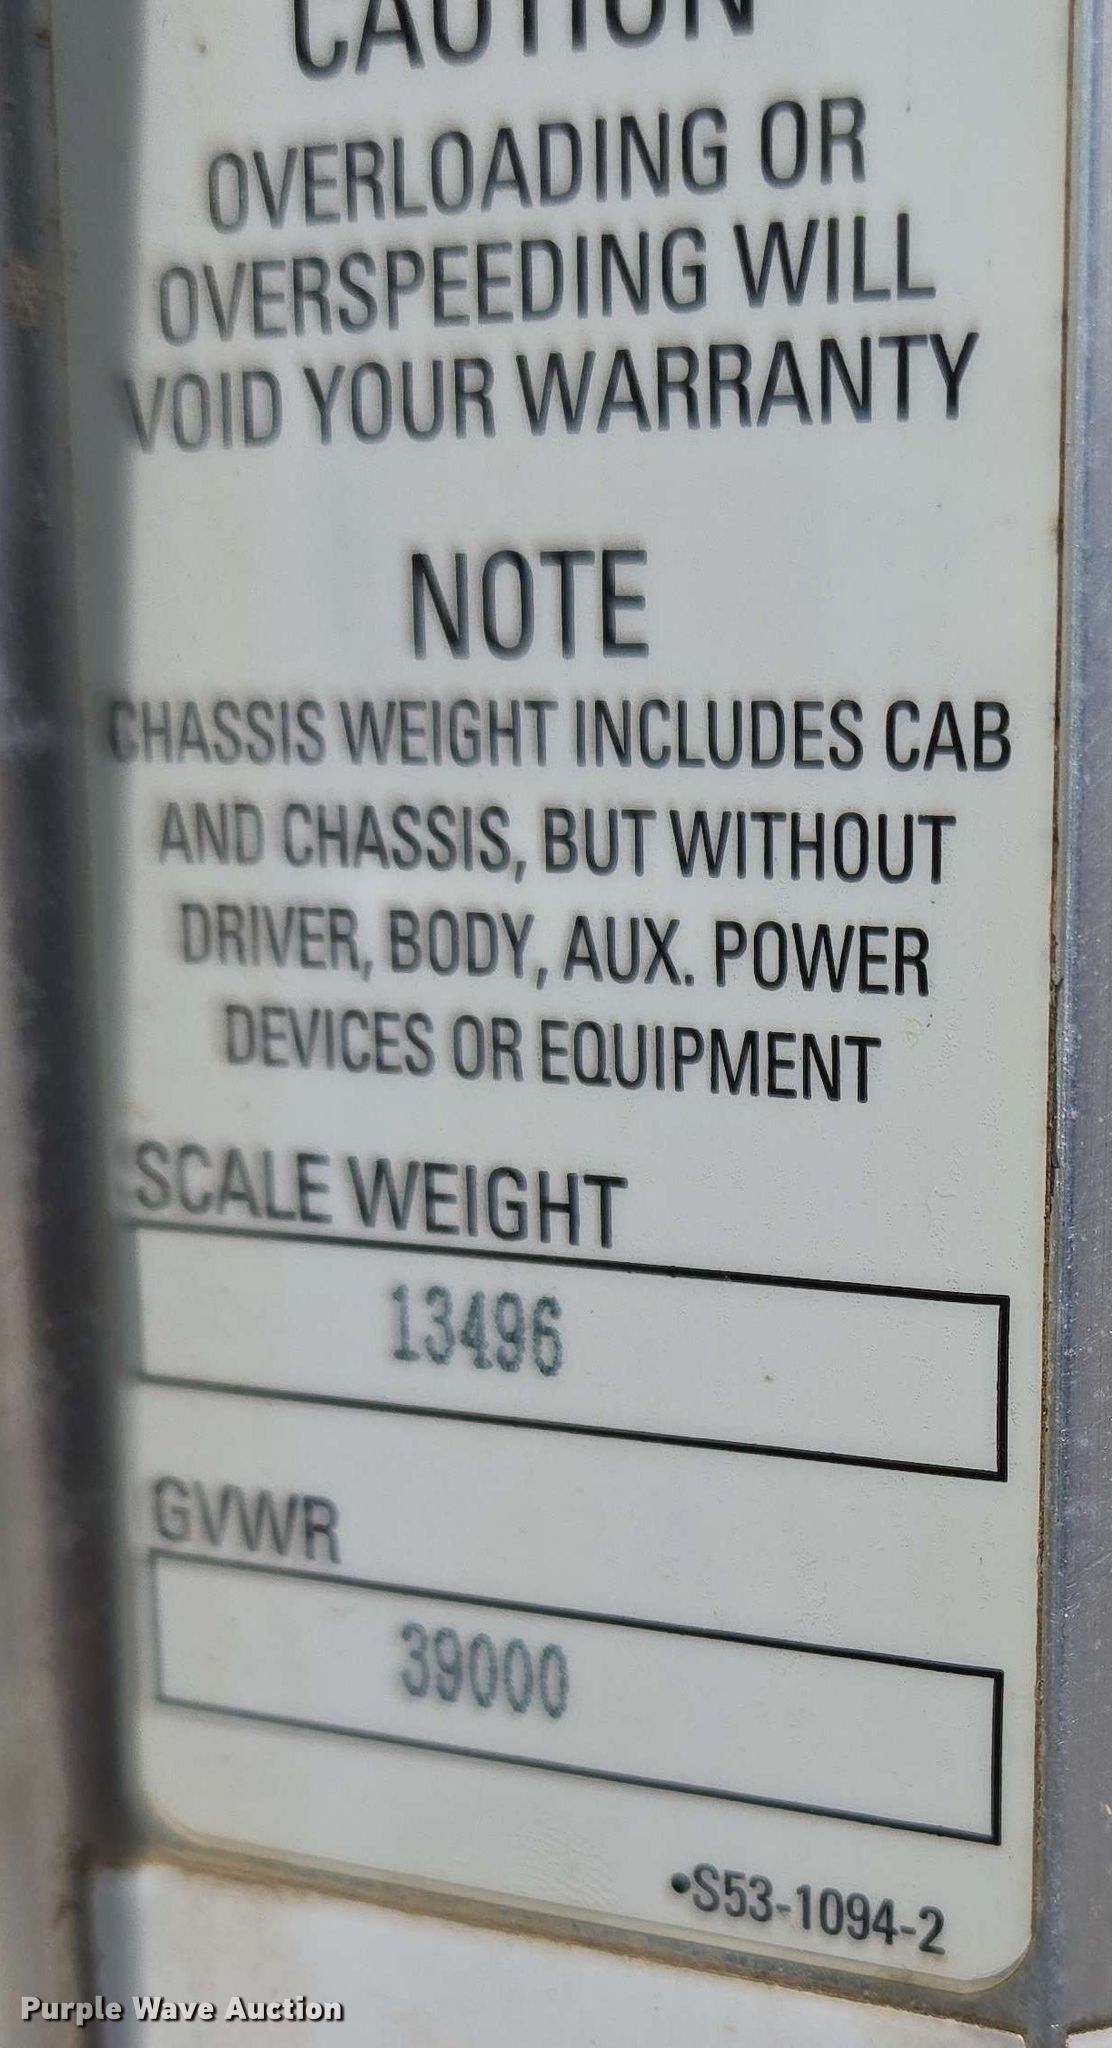 CAUTION
OVERLOADING OR
OVERSPEEDING WILL
VOID YOUR WARRANTY
NOTE
CHASSIS WEIGHT INCLUDES CAB
AND CHASSIS, BUT WITHOUT
DRIVER, BODY, AUX. POWER
DEVICES OR EQUIPMENT
SCALE WEIGHT
13496
GVWR
39000
•S53-1094-2
Purple Wave Auction